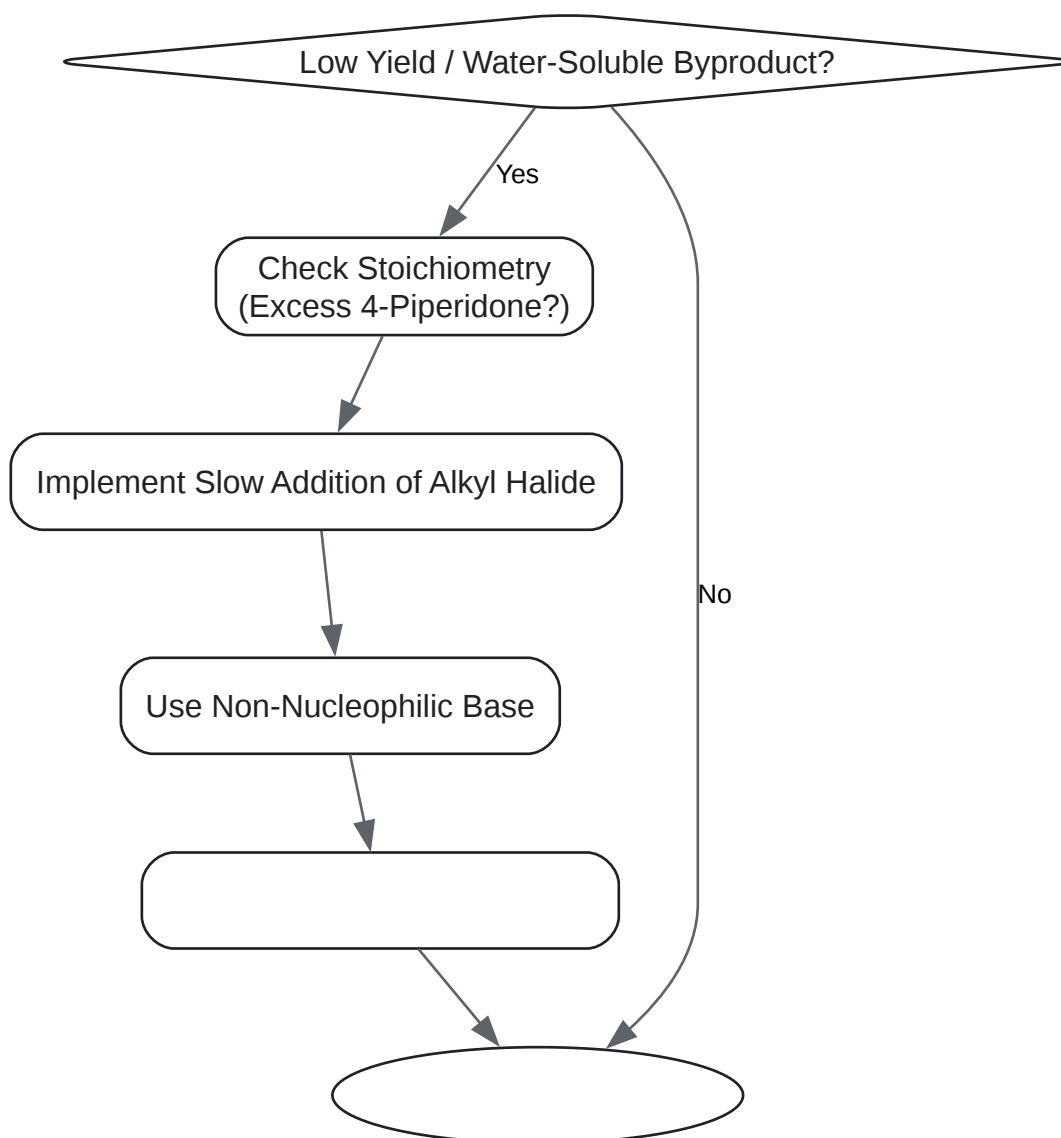 Low Yield / Water-Soluble Byproduct?
Yes
Check Stoichiometry
(Excess 4-Piperidone?)
Implement Slow Addition of Alkyl Halide
No
Use Non-Nucleophilic Base